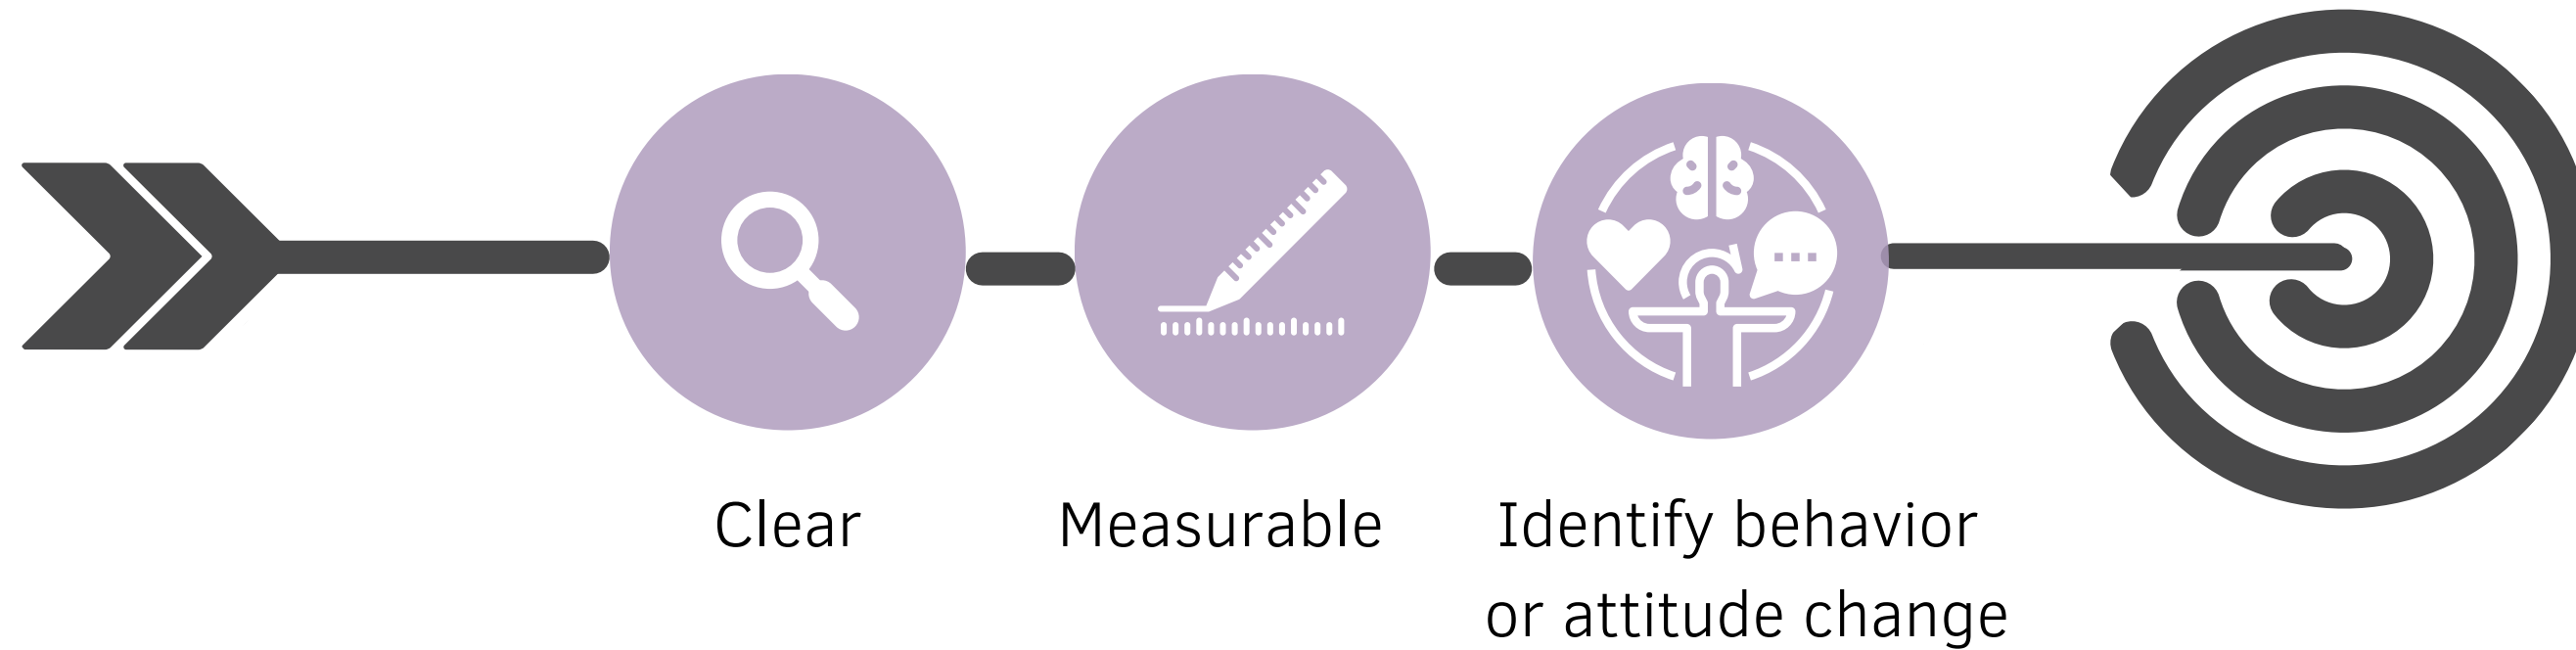 Clear
Measurable
Identify behavior
or attitude change